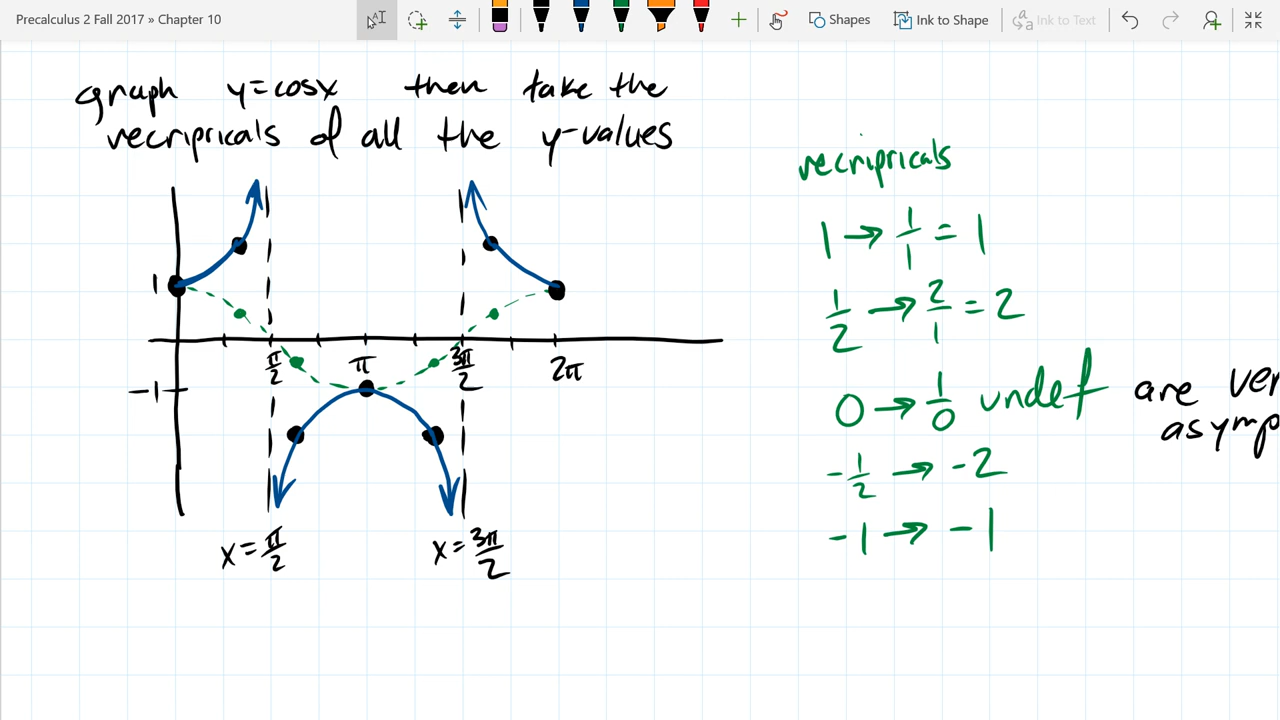 Precalculus 2 Fall 2017 » Chapter 10
Shapes
Ink to Shape
Ink to Text
graph y=cosx then take the
recripricals of all the y-values
recripricals
1 → 1/1 = 1
1/2 → 2/1 = 2
0 → 1/0 undef are ver
asymp
-1/2 → -2
-1 → -1
1
-1
π/2
π
3π/2
2π
x=π/2
x=3π/2